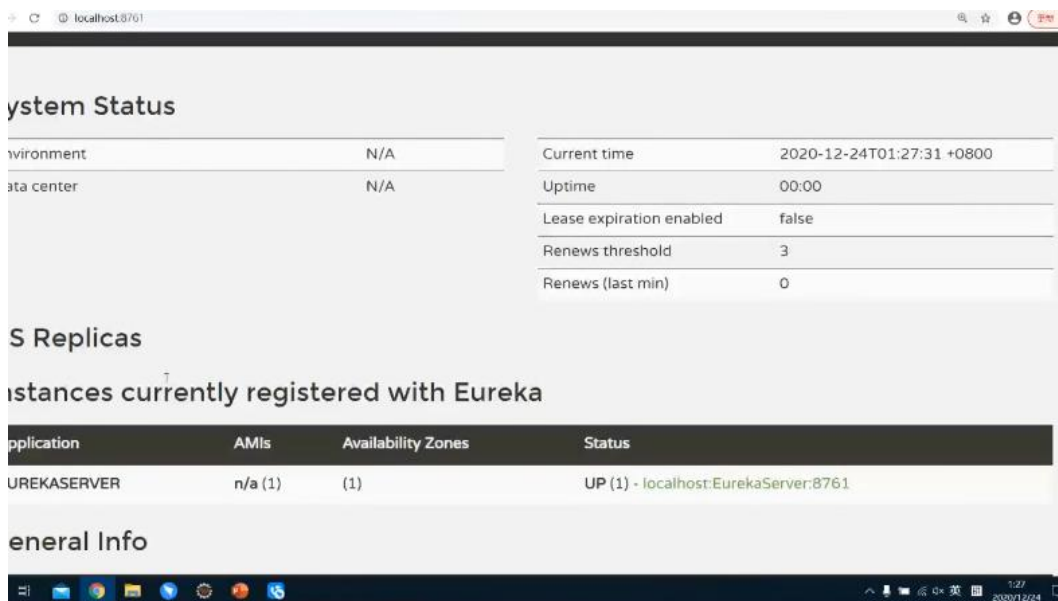 localhost:8761
ystem Status
nvironment N/A
ata center N/A
Current time 2020-12-24T01:27:31 +0800
Uptime 00:00
Lease expiration enabled false
Renews threshold 3
Renews (last min) 0
S Replicas
nstances currently registered with Eureka
pplication AMIs Availability Zones Status
UREKASERVER n/a (1) (1) UP (1) - localhost:EurekaServer:8761
eneral Info
英
1:27
2020/12/24